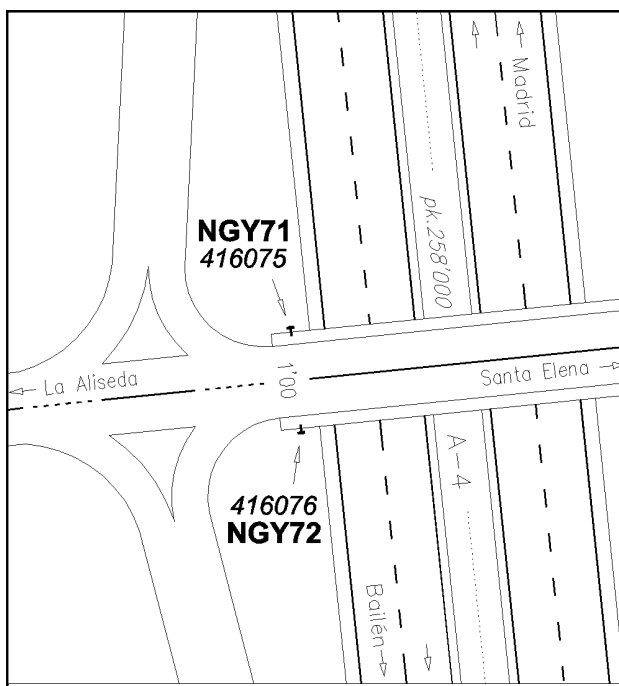 Madrid
pk.258'000
NGY71
416075
La Aliseda
1'00
Santa Elena
A-4
416076
NGY72
Bailén